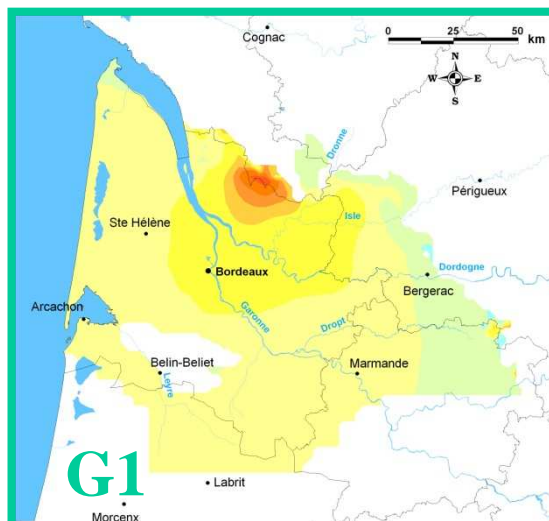 0 25 50
km
Cognac
N
W E
S
Dronne
Périgueux
Isle
Ste Hélène
Bordeaux
Dordogne
Bergerac
Arcachon
Garonne
Dropt
Belin-Beliet
Marmande
Leyre
G1
Labrit
Morcenx